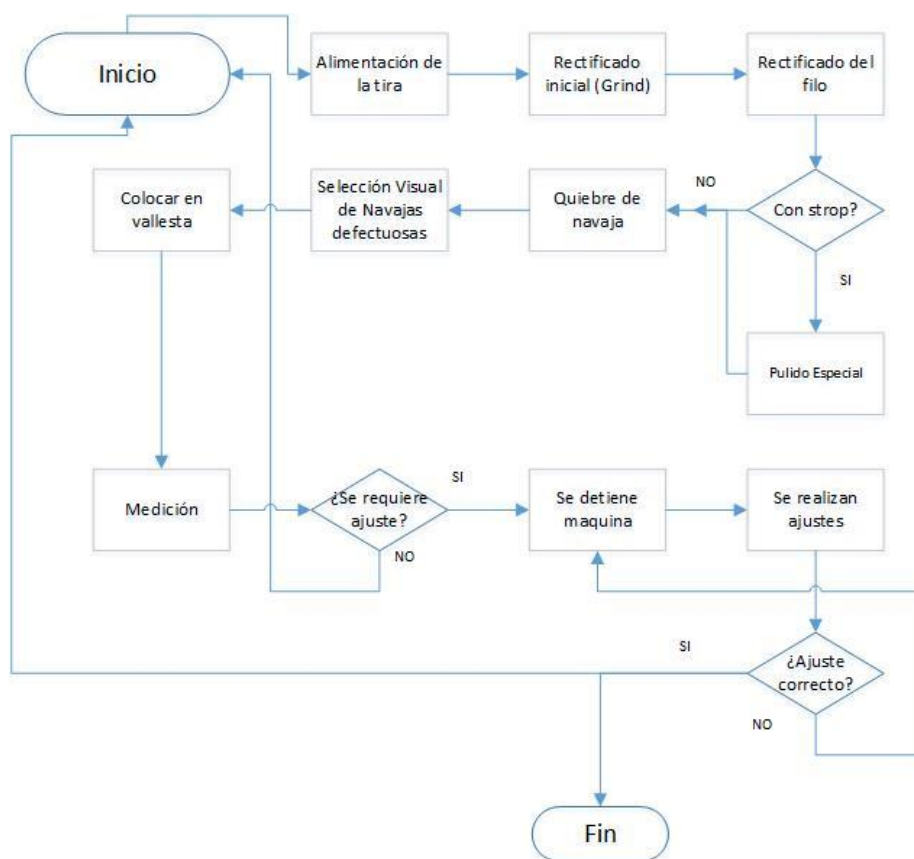 Inicio
Alimentación de
la tira
Rectificado
inicial (Grind)
Rectificado del
filo
Colocar en
vallesta
Selección Visual
de Navajas
defectuosas
Quiebre de
navaja
NO
Con strop?
SI
Pulido Especial
Medición
¿Se requiere
ajuste?
SI
NO
Se detiene
maquina
Se realizan
ajustes
SI
¿Ajuste
correcto?
NO
Fin